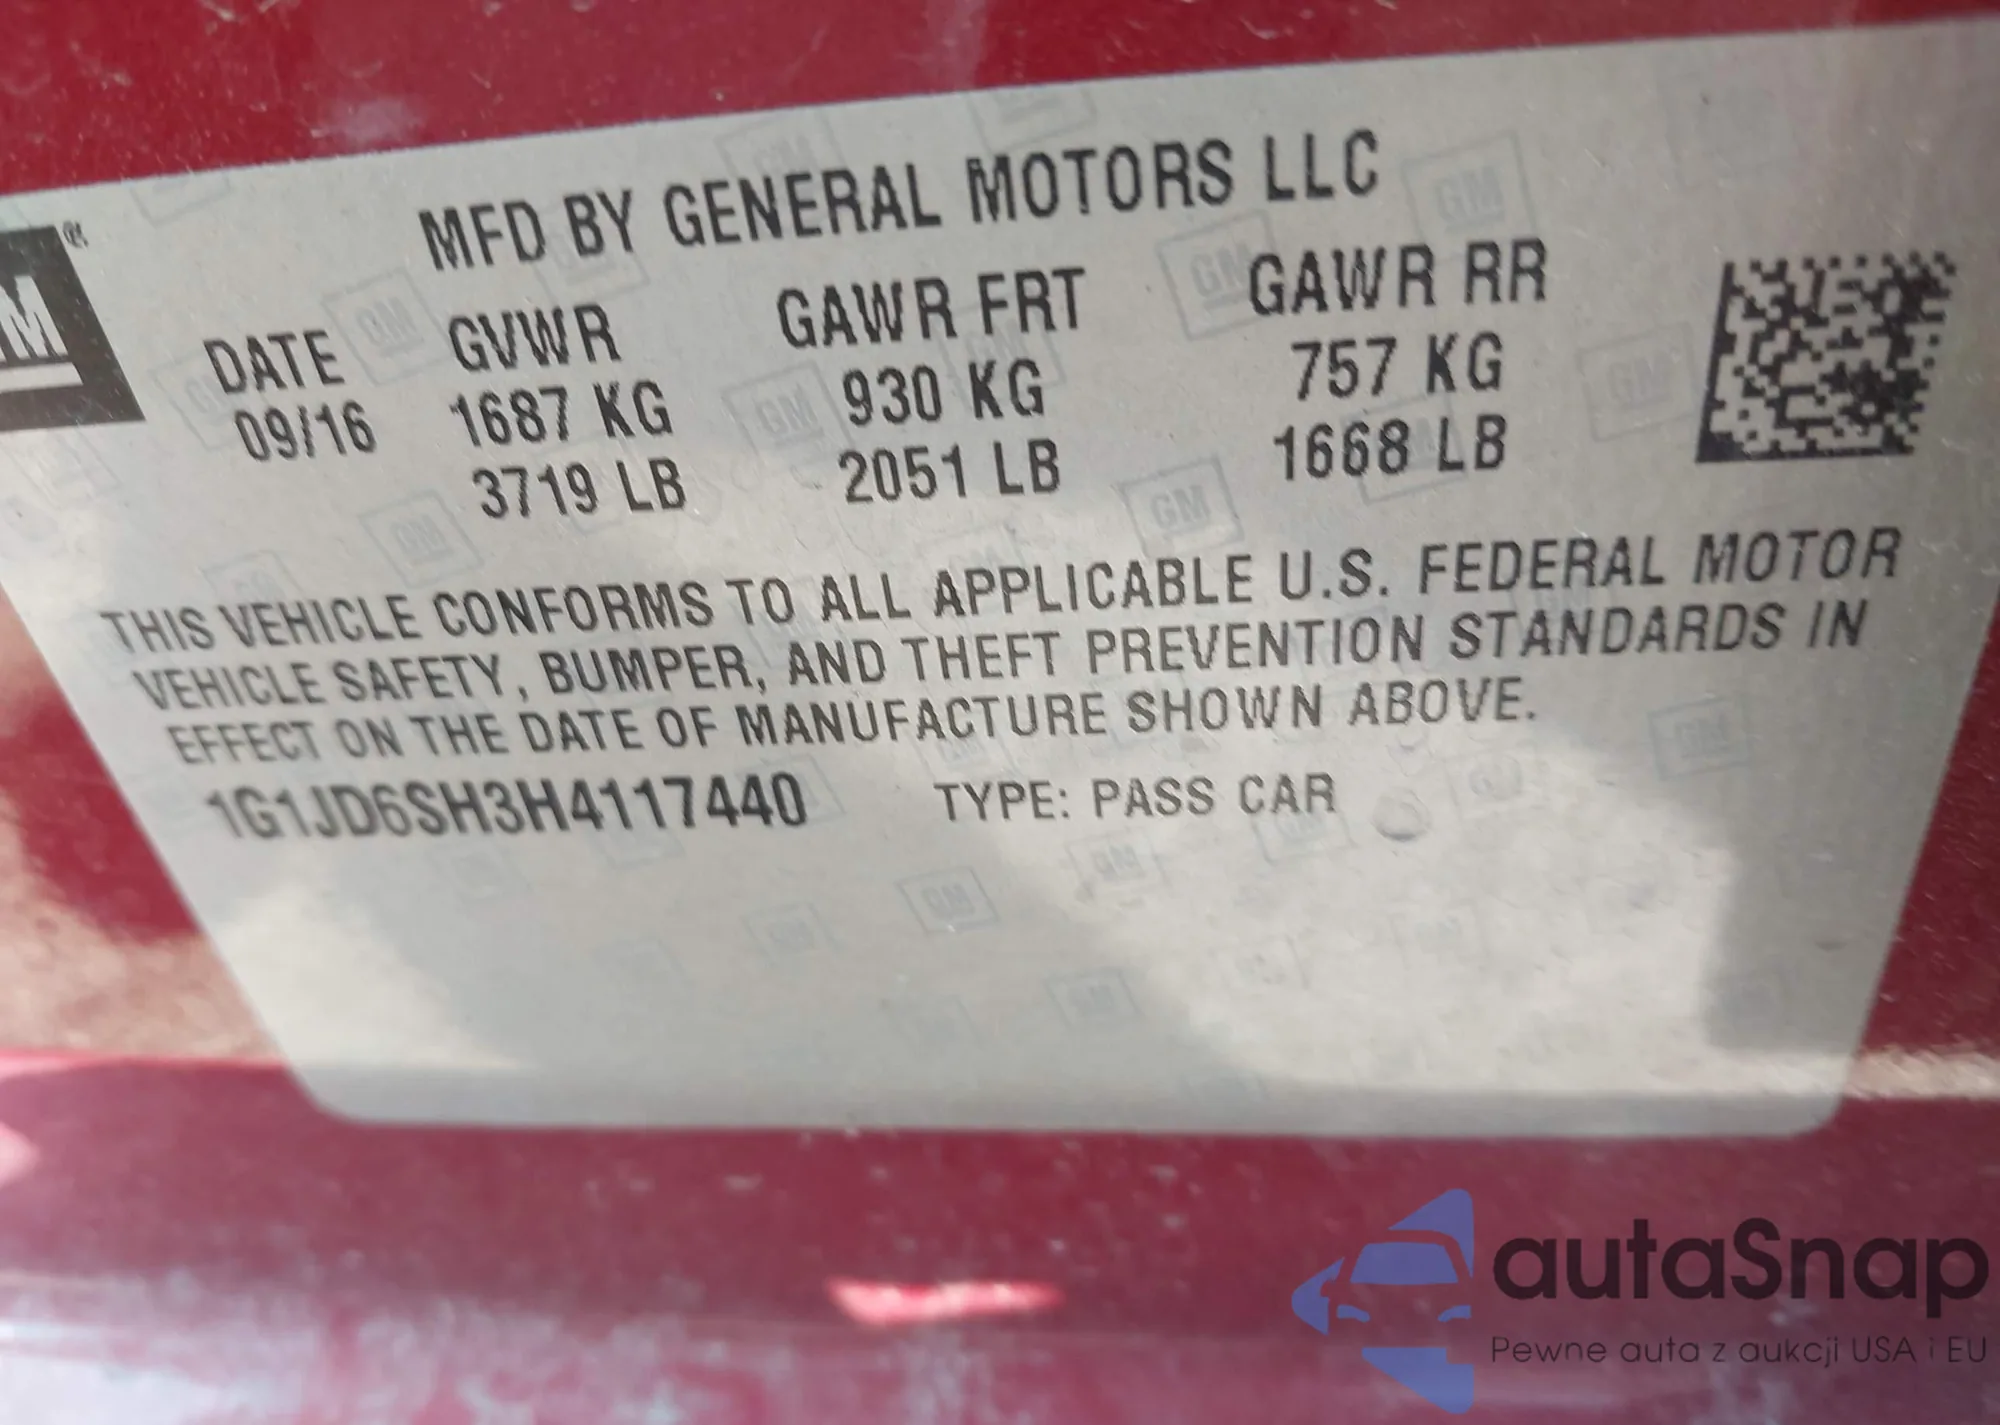 GM®
MFD BY GENERAL MOTORS LLC
DATE GVWR GAWR FRT GAWR RR
09/16 1687 KG 930 KG 757 KG
3719 LB 2051 LB 1668 LB
THIS VEHICLE CONFORMS TO ALL APPLICABLE U.S. FEDERAL MOTOR
VEHICLE SAFETY, BUMPER, AND THEFT PREVENTION STANDARDS IN
EFFECT ON THE DATE OF MANUFACTURE SHOWN ABOVE.
1G1JD6SH3H4117440 TYPE: PASS CAR
autaSnap
Pewne auta z aukcji USA i EU